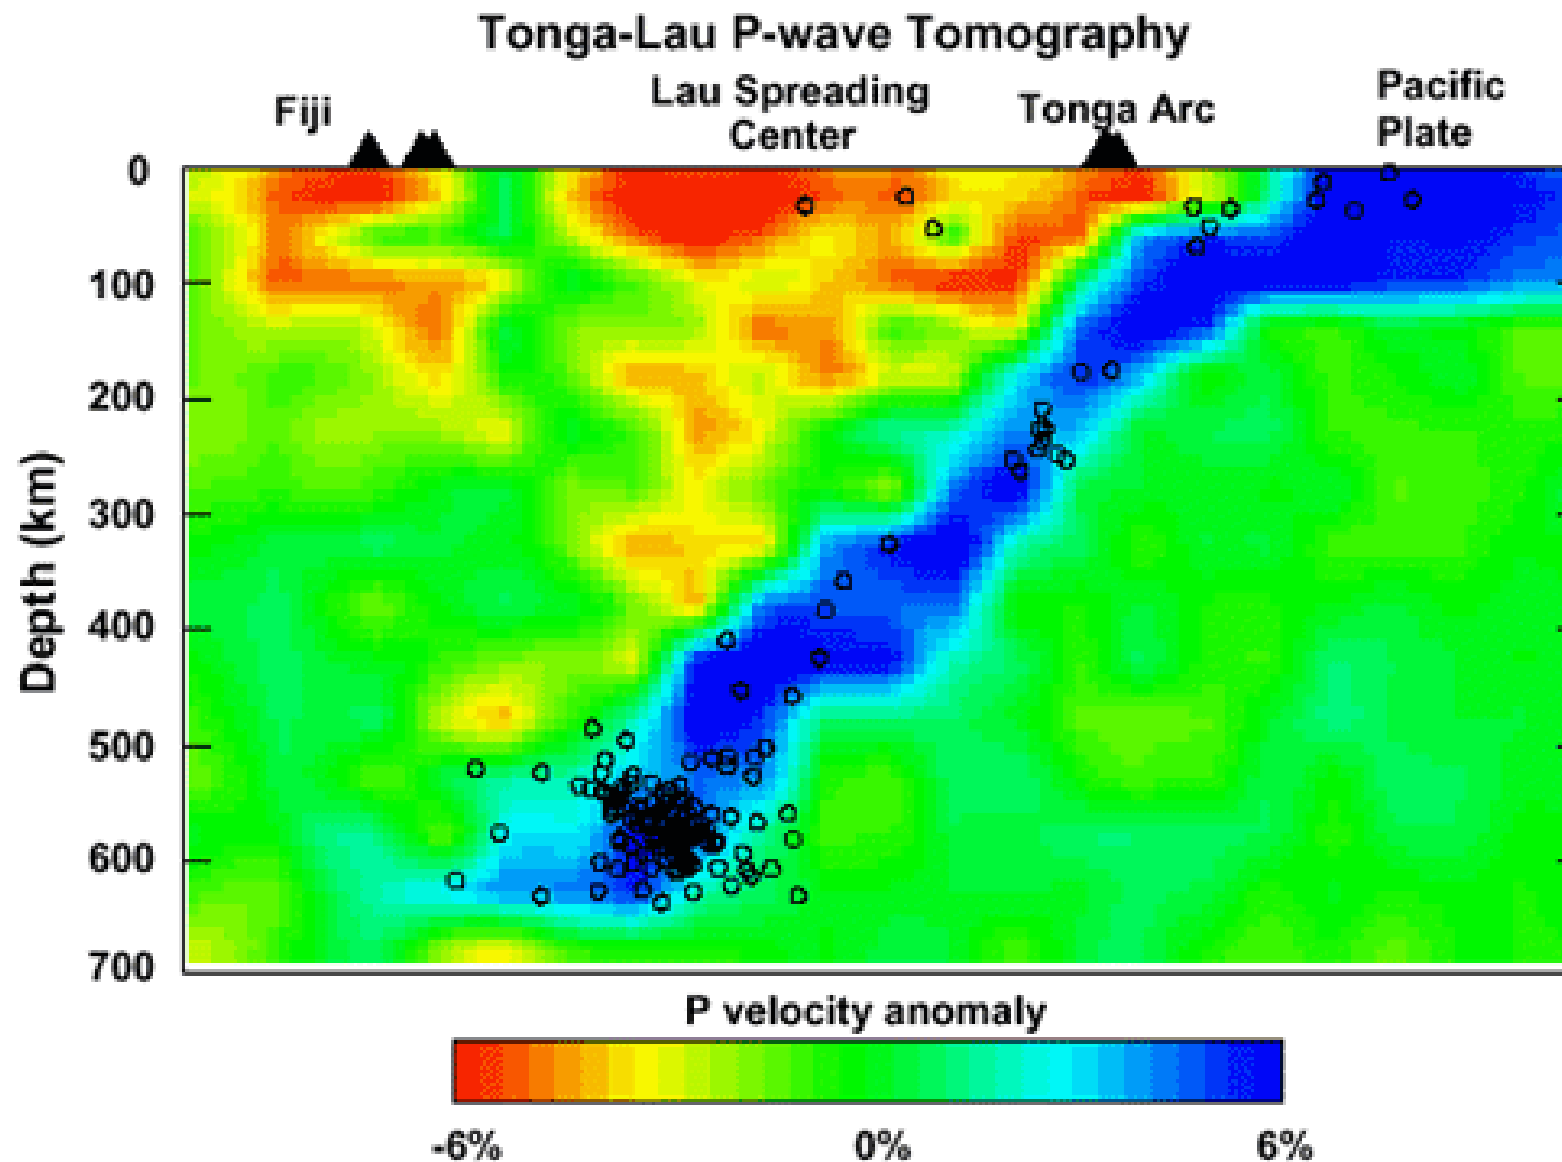 Tonga-Lau P-wave Tomography
Fiji
Lau Spreading
Center
Tonga Arc
Pacific
Plate
Depth (km)
0
100
200
300
400
500
600
700
P velocity anomaly
-6% 0% 6%